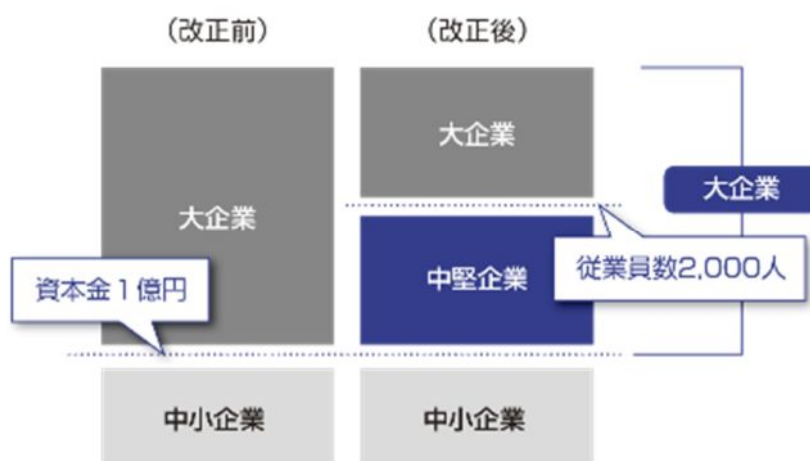 （改正前）
（改正後）
大企業
大企業
大企業
資本金１億円
中堅企業
従業員数2,000人
中小企業
中小企業